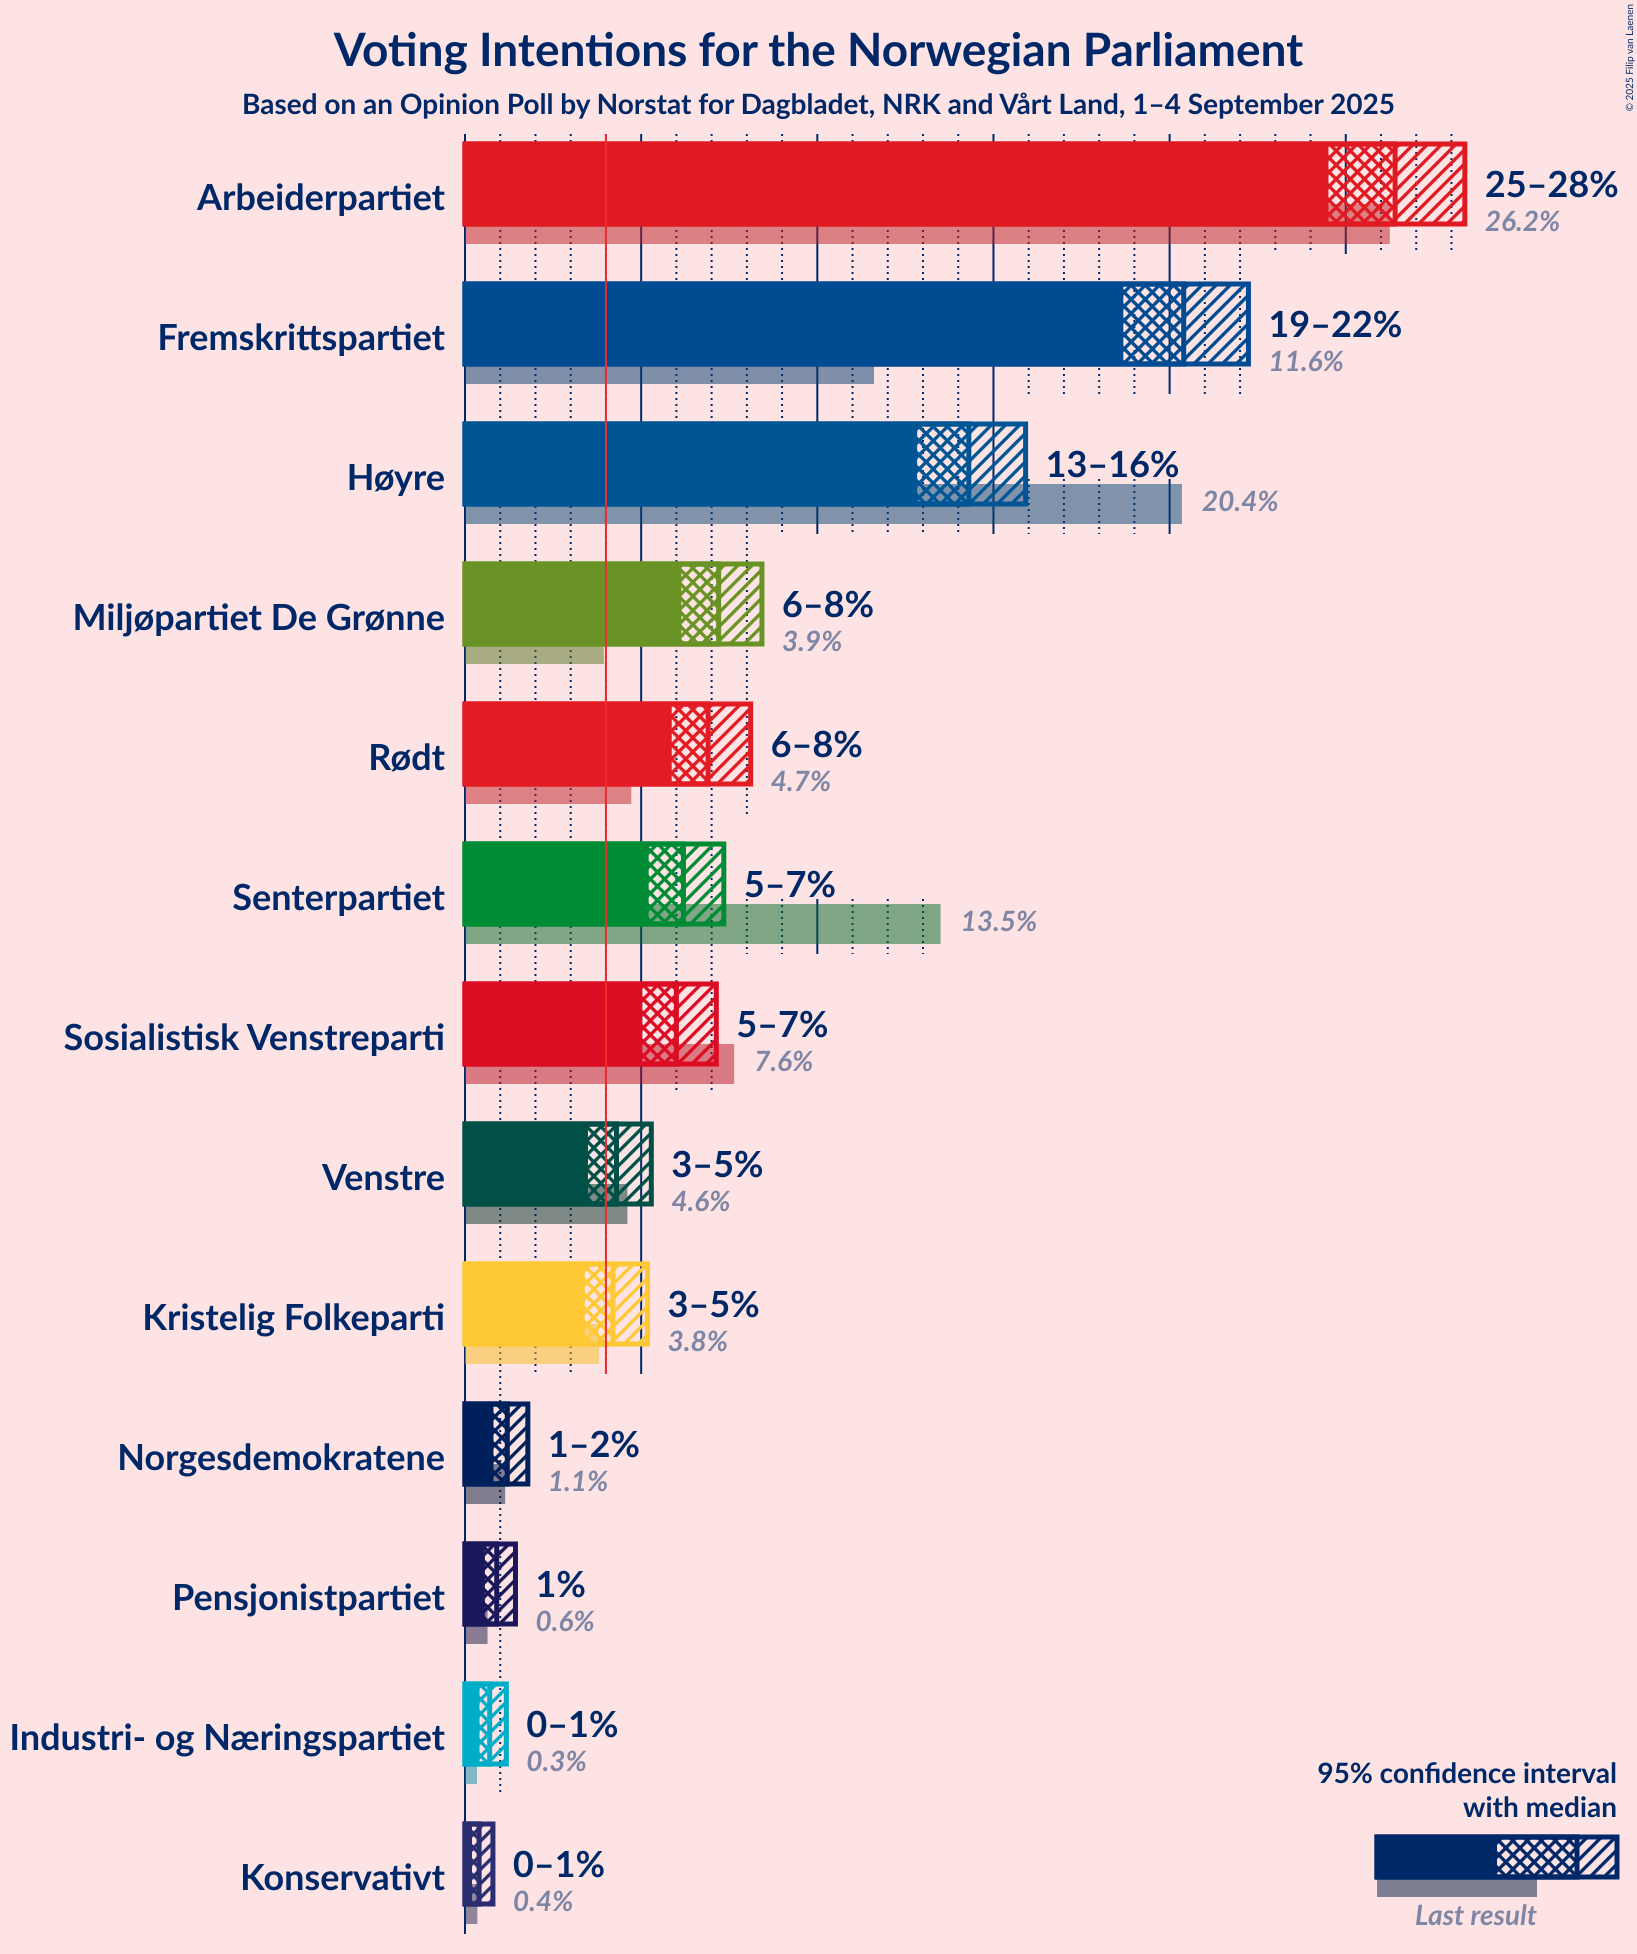 Voting Intentions for the Norwegian Parliament
Based on an Opinion Poll by Norstat for Dagbladet, NRK and Vårt Land, 1–4 September 2025
© 2025 Filip van Laenen
Arbeiderpartiet
25–28%
26.2%
Fremskrittspartiet
19–22%
11.6%
Høyre
13–16%
20.4%
Miljøpartiet De Grønne
6–8%
3.9%
Rødt
6–8%
4.7%
Senterpartiet
5–7%
13.5%
Sosialistisk Venstreparti
5–7%
7.6%
Venstre
3–5%
4.6%
Kristelig Folkeparti
3–5%
3.8%
Norgesdemokratene
1–2%
1.1%
Pensjonistpartiet
1%
0.6%
Industri- og Næringspartiet
0–1%
0.3%
Konservativt
0–1%
0.4%
95% confidence interval
with median
Last result